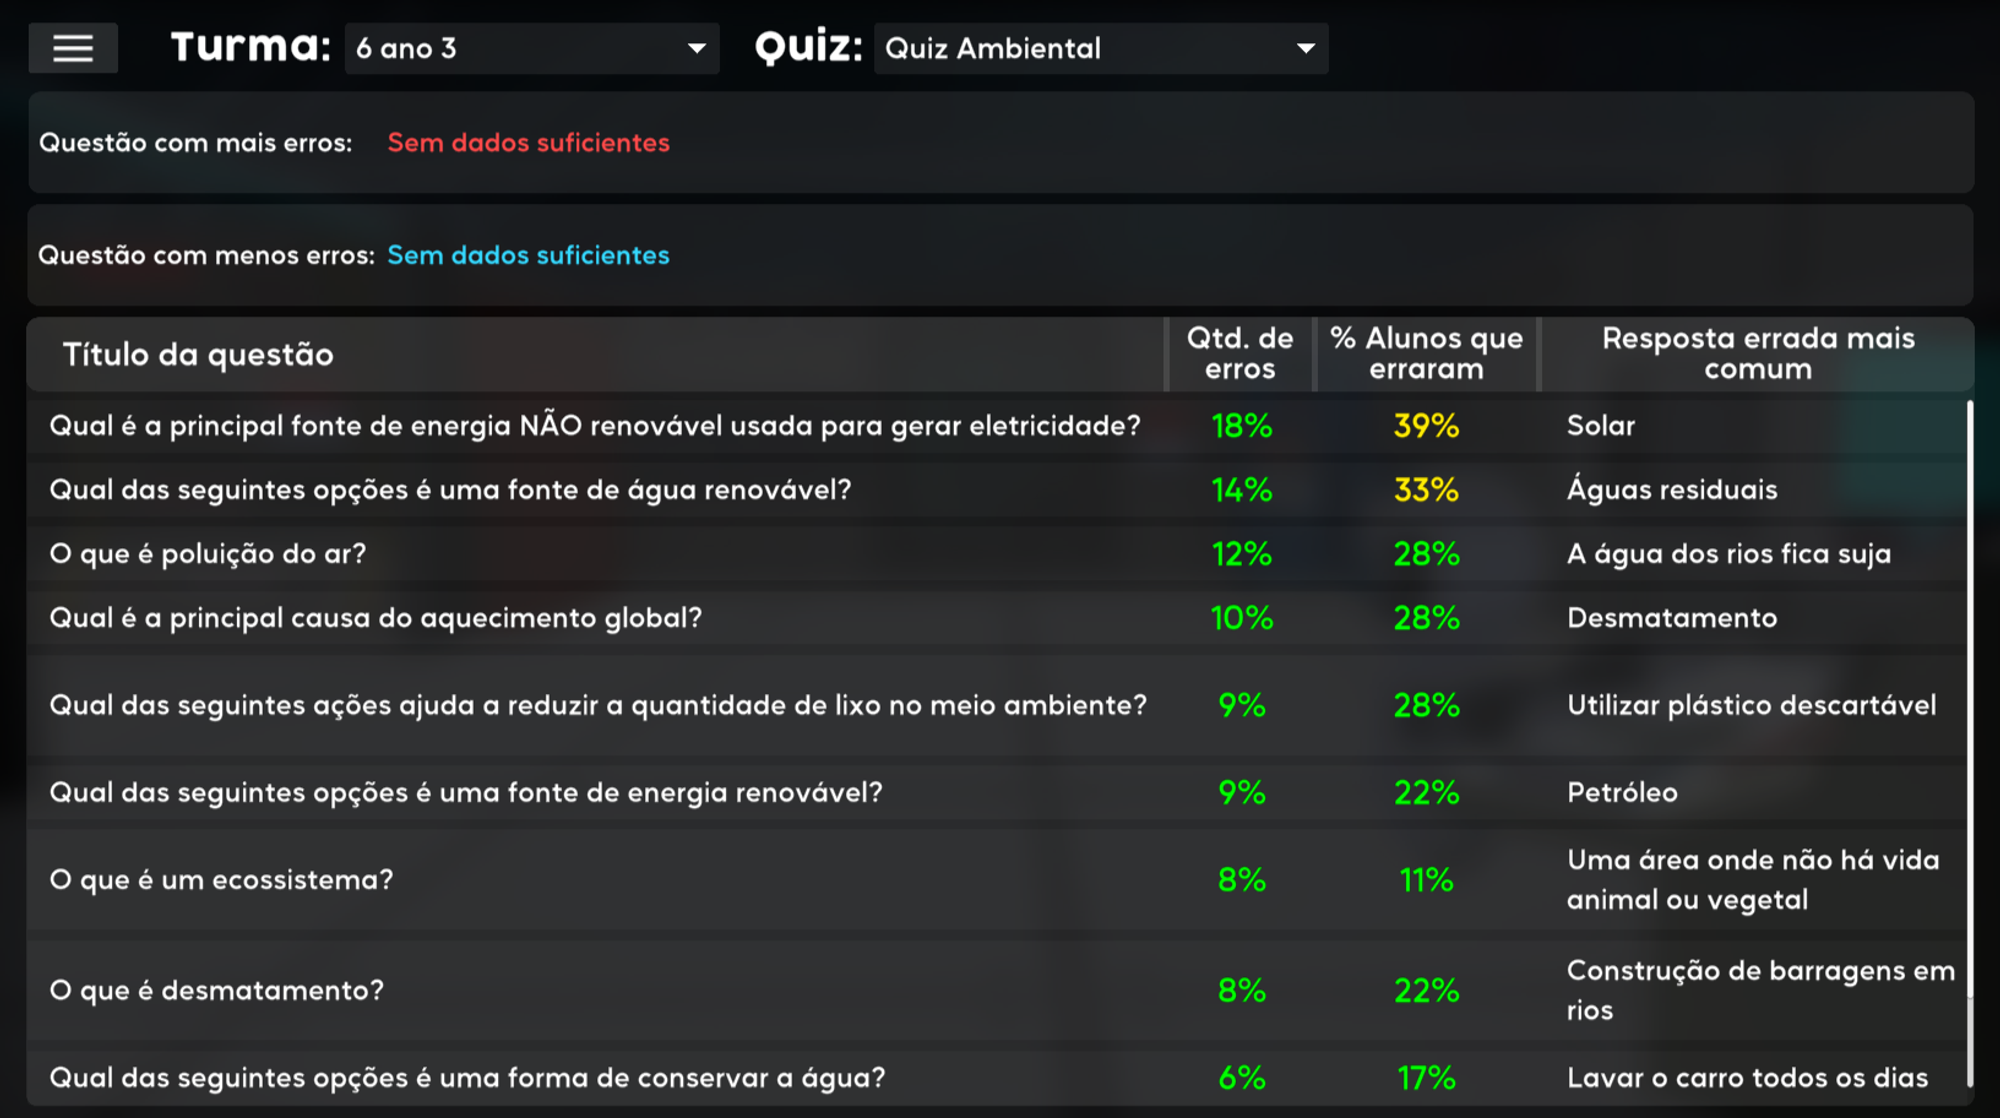 Turma: 6 ano 3 Quiz: Quiz Ambiental
Questão com mais erros: Sem dados suficientes
Questão com menos erros: Sem dados suficientes
Título da questão Qtd. de erros % Alunos que erraram Resposta errada mais comum
Qual é a principal fonte de energia NÃO renovável usada para gerar eletricidade? 18% 39% Solar
Qual das seguintes opções é uma fonte de água renovável? 14% 33% Águas residuais
O que é poluição do ar? 12% 28% A água dos rios fica suja
Qual é a principal causa do aquecimento global? 10% 28% Desmatamento
Qual das seguintes ações ajuda a reduzir a quantidade de lixo no meio ambiente? 9% 28% Utilizar plástico descartável
Qual das seguintes opções é uma fonte de energia renovável? 9% 22% Petróleo
O que é um ecossistema? 8% 11% Uma área onde não há vida animal ou vegetal
O que é desmatamento? 8% 22% Construção de barragens em rios
Qual das seguintes opções é uma forma de conservar a água? 6% 17% Lavar o carro todos os dias